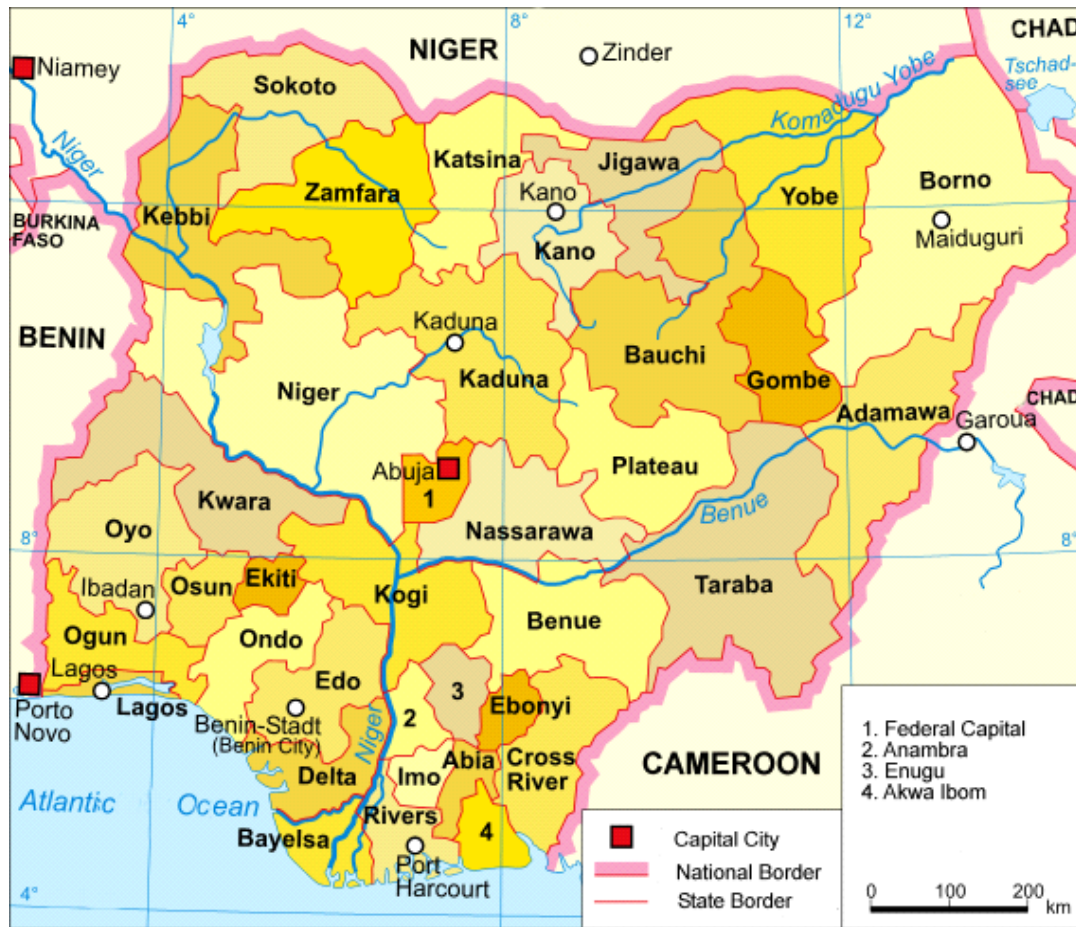 4°
8°
12°
CHAD
NIGER
Zinder
Niamey
Tschad-
see
Sokoto
Komadugu Yobe
Niger
Katsina
Jigawa
Zamfara
Kano
Yobe
Borno
BURKINA
FASO
Kebbi
Kano
Maiduguri
BENIN
Kaduna
Bauchi
Niger
Kaduna
Gombe
CHAD
Adamawa
Garoua
Abuja
Plateau
1
Kwara
Benue
Oyo
Nassarawa
8°
8°
Ibadan
Osun
Ekiti
Kogi
Taraba
Benue
Ogun
Ondo
Lagos
Edo
3
Ebonyi
Porto
Novo
Lagos
2
Benin-Stadt
(Benin City)
Niger
Abia
Cross
River
CAMEROON
Delta
Imo
Atlantic Ocean
Rivers
Bayelsa
4
Port
Harcourt
4°
1. Federal Capital
2. Anambra
3. Enugu
4. Akwa Ibom
Capital City
National Border
State Border
0 100 200
km